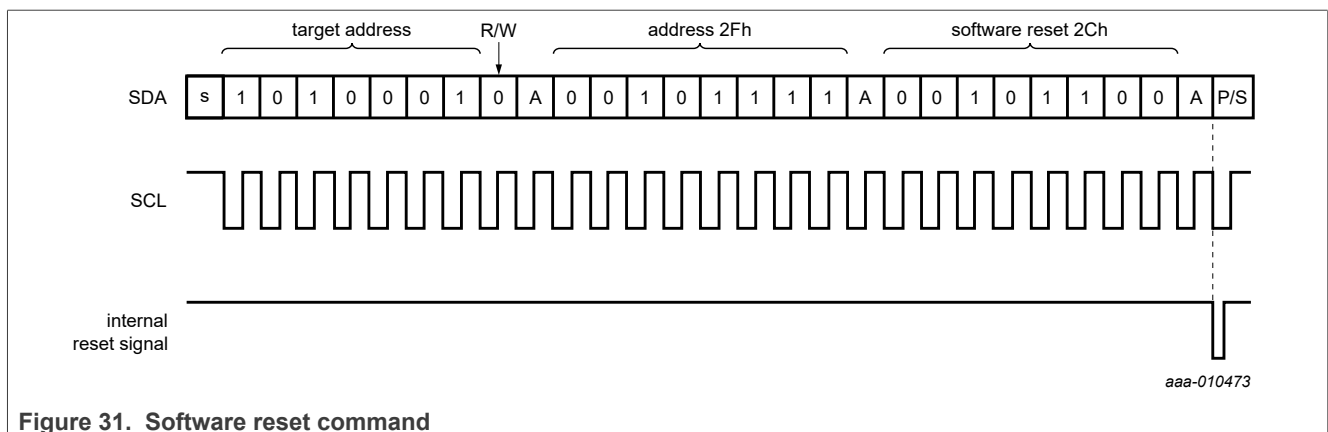 target address R/W address 2Fh software reset 2Ch
SDA s 1 0 1 0 0 0 1 0 A 0 0 1 0 1 1 1 1 A 0 0 1 0 1 1 0 0 A P/S
SCL
internal
reset signal
aaa-010473
Figure 31. Software reset command